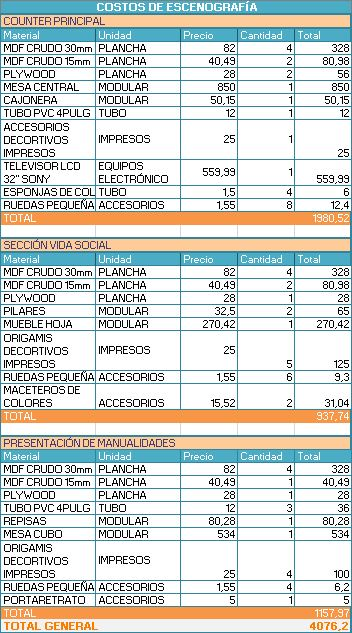 COSTOS DE ESCENOGRAFÍA
COUNTER PRINCIPAL
Material Unidad Precio Cantidad Total
MDF CRUDO 30mm PLANCHA 82 4 328
MDF CRUDO 15mm PLANCHA 40,49 2 80,98
PLYWOOD PLANCHA 28 2 56
MESA CENTRAL MODULAR 850 1 850
CAJONERA MODULAR 50,15 1 50,15
TUBO PVC 4PULG TUBO 12 1 12
ACCESORIOS
DECORTIVOS IMPRESOS 25 1
IMPRESOS 25
TELEVISOR LCD EQUIPOS
32" SONY ELECTRÓNICO 559,99 1 559,99
ESPONJAS DE COL TUBO 1,5 4 6
RUEDAS PEQUEÑA ACCESORIOS 1,55 8 12,4
TOTAL 1980,52
SECCIÓN VIDA SOCIAL
Material Unidad Precio Cantidad Total
MDF CRUDO 30mm PLANCHA 82 4 328
MDF CRUDO 15mm PLANCHA 40,49 2 80,98
PLYWOOD PLANCHA 28 1 28
PILARES MODULAR 32,5 2 65
MUEBLE HOJA MODULAR 270,42 1 270,42
ORIGAMIS
DECORTIVOS IMPRESOS 25
IMPRESOS 5 125
RUEDAS PEQUEÑA ACCESORIOS 1,55 6 9,3
MACETEROS DE
COLORES ACCESORIOS 15,52 2 31,04
TOTAL 937,74
PRESENTACIÓN DE MANUALIDADES
Material Unidad Precio Cantidad Total
MDF CRUDO 30mm PLANCHA 82 4 328
MDF CRUDO 15mm PLANCHA 40,49 1 40,49
PLYWOOD PLANCHA 28 1 28
TUBO PVC 4PULG TUBO 12 3 36
REPISAS MODULAR 80,28 1 80,28
MESA CUBO MODULAR 534 1 534
ORIGAMIS
DECORTIVOS IMPRESOS
IMPRESOS 25 4 100
RUEDAS PEQUEÑA ACCESORIOS 1,55 4 6,2
PORTARETRATO ACCESORIOS 5 1 5
TOTAL 1157,97
TOTAL GENERAL 4076,2